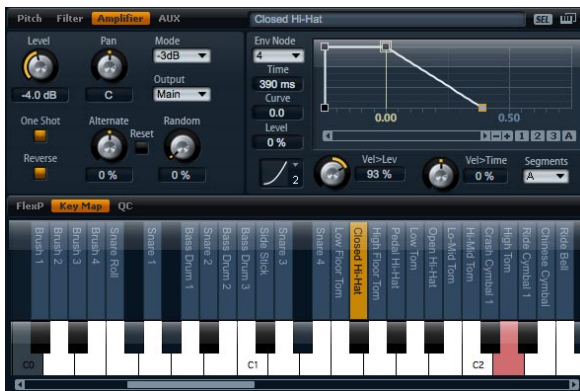 Pitch Filter Amplifier AUX Closed Hi-Hat SEL
Level Pan Mode Env Node
-3dB 4
Time
Output 390 ms
-4.0 dB C Main Curve
0.0 0.00 0.50
One Shot Alternate Random Level
Reset 0 % 1 2 3 A
Reverse Vel>Lev Vel>Time Segments
0 % 0 % 2 93 % 0 % A
FlexP Key Map QC
Brush 1
Brush 2
Brush 3
Brush 4
Snare Roll
Snare 1
Bass Drum 1
Snare 2
Bass Drum 2
Bass Drum 3
Side Stick
Snare 3
Snare 4
Low Floor Tom
Closed Hi-Hat
High Floor Tom
Pedal Hi-Hat
Low Tom
Open Hi-Hat
Lo-Mid Tom
Hi-Mid Tom
Crash Cymbal 1
High Tom
Ride Cymbal 1
Chinese Cymbal
Ride Bell
C0 C1 C2